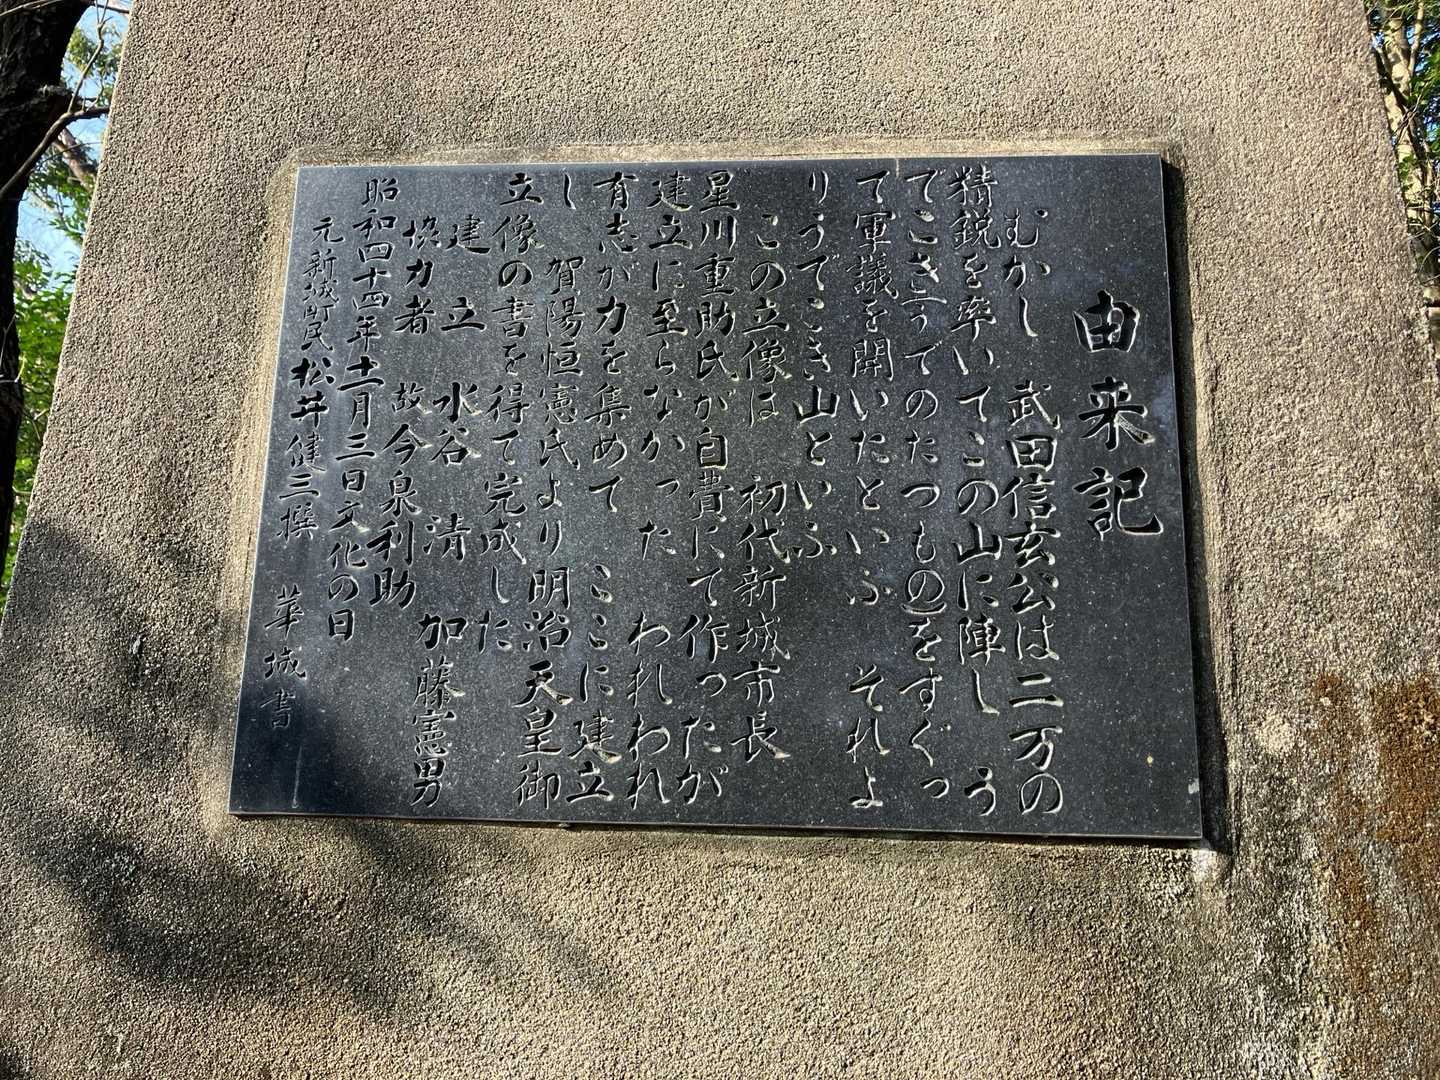 由来記
むかし 武田信玄公は二万の
精鋭を率いてこの山に陣し う
でこき(うでのたつもの)をすぐっ
て軍議を開いたといふ それよ
りうでこき山といふ
この立像は 初代新城市長
星川重助氏が自費にて作ったが
建立に至らなかった われわれ
有志が力を集めて ここに建立
し 賀陽恒憲氏より明治天皇御
立像の書を得て完成した
建立 水谷 清 加藤憲男
協力者 故今泉利助
昭和四十四年十一月三日文化の日
元新城町民 松井健三撰 華城書